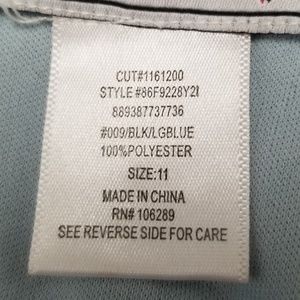 CUT#1161200
STYLE #86F9228Y2I
889387737736
#009/BLK/LGBLUE
100%POLYESTER
SIZE:11
MADE IN CHINA
RN# 106289
SEE REVERSE SIDE FOR CARE